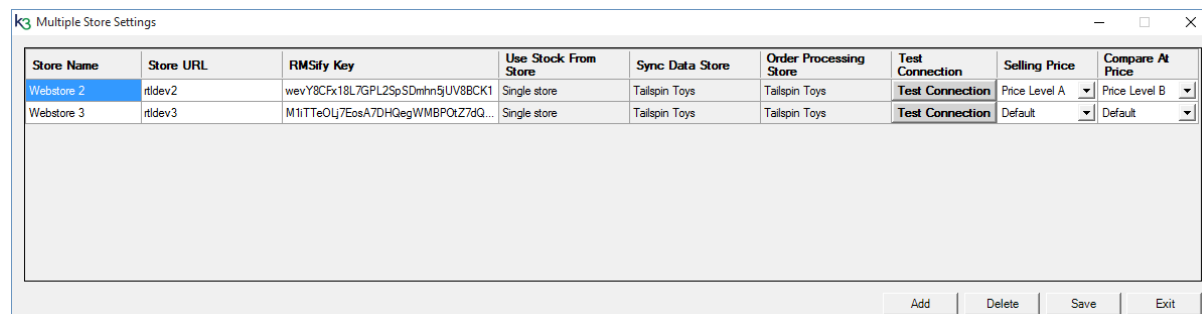 k3 Multiple Store Settings
Store Name Store URL RMSify Key Use Stock From Store Sync Data Store Order Processing Store Test Connection Selling Price Compare At Price
Webstore 2 rtldev2 wevY8CFx18L7GPL2SpSDmhn5jUV8BCK1 Single store Tailspin Toys Tailspin Toys Test Connection Price Level A Price Level B
Webstore 3 rtldev3 M1iTTeOLj7EosA7DHQegWMBPOtZ7dQ... Single store Tailspin Toys Tailspin Toys Test Connection Default Default
Add Delete Save Exit